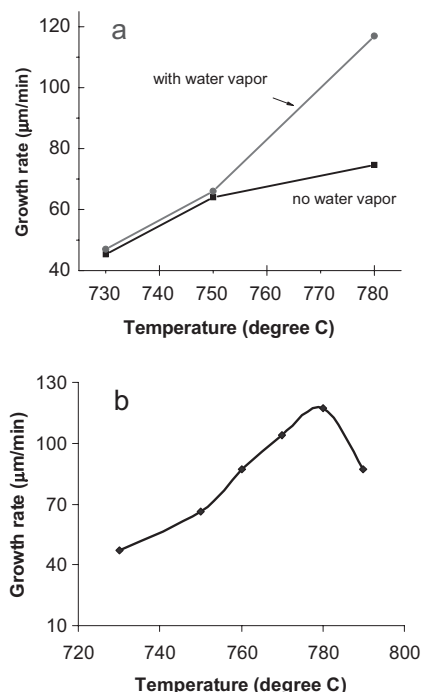 a
120
100
80
60
40
Growth rate (μm/min)
with water vapor
no water vapor
730 740 750 760 770 780
Temperature (degree C)
b
130
100
70
40
10
Growth rate (μm/min)
720 740 760 780 800
Temperature (degree C)